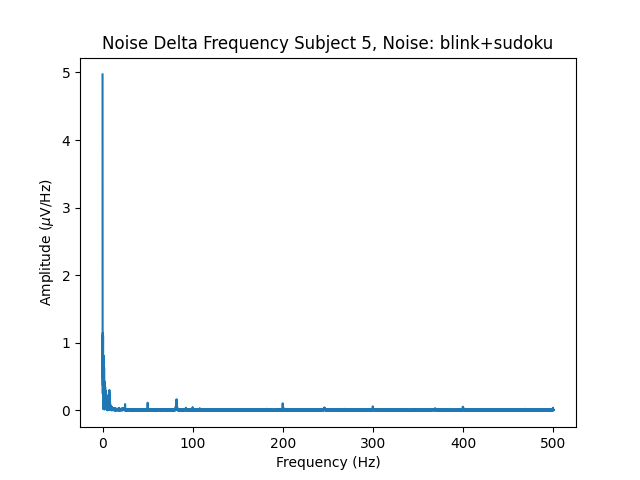 Noise Delta Frequency Subject 5, Noise: blink+sudoku
5
4
3
2
1
0
Amplitude (μV/Hz)
0 100 200 300 400 500
Frequency (Hz)